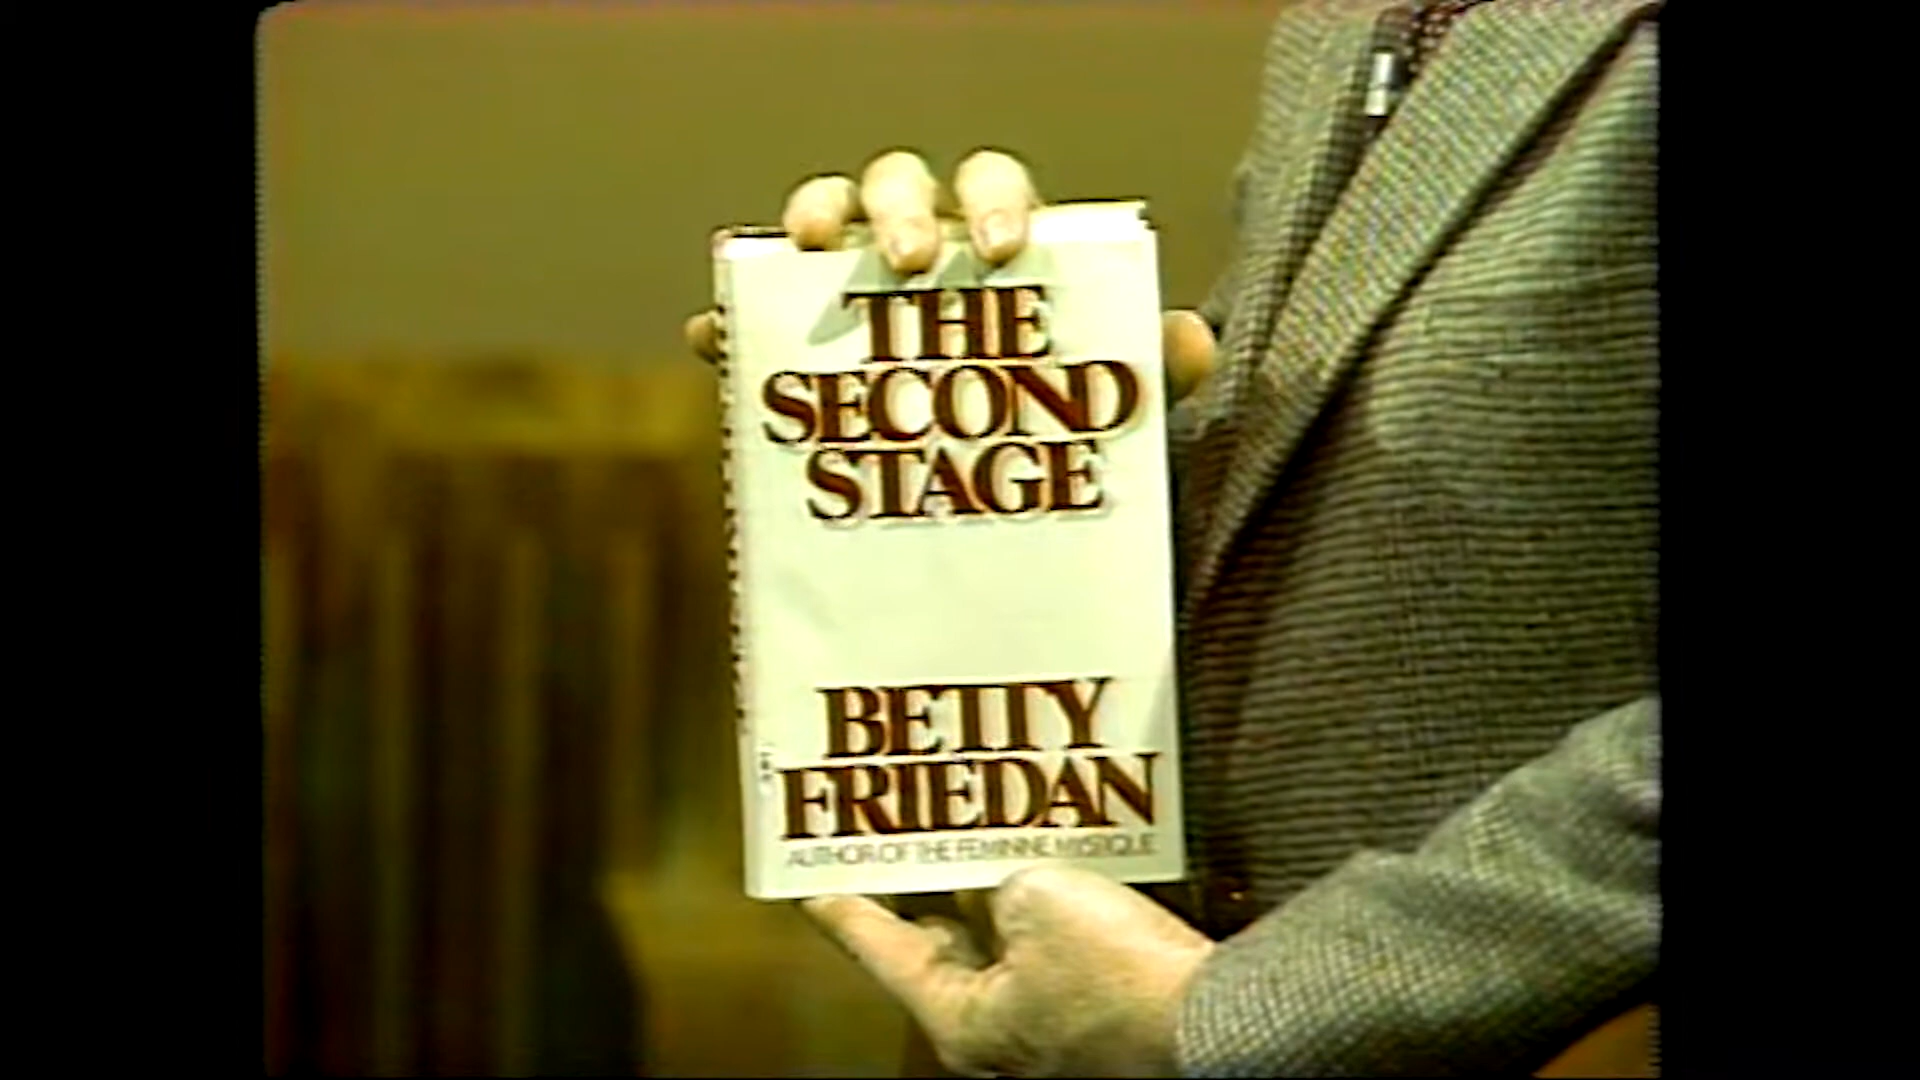 THE
SECOND
STAGE
BETTY
FRIEDAN
AUTHOR OF THE FEMININE MYSTIQUE